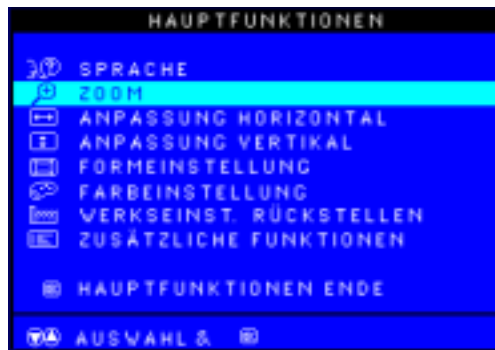 HAUPTFUNKTIONEN
SPRACHE
ZOOM
ANPASSUNG HORIZONTAL
ANPASSUNG VERTIKAL
FORMEINSTELLUNG
FARBEINSTELLUNG
WERKSEINST. RÜCKSTELLEN
ZUSÄTZLICHE FUNKTIONEN
HAUPTFUNKTIONEN ENDE
AUSWAHL &